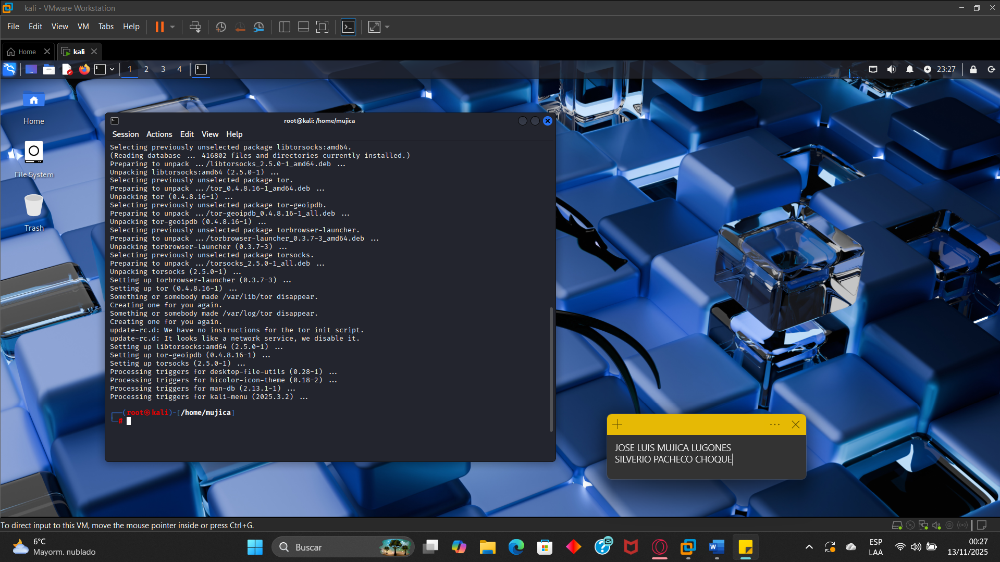 kali - VMware Workstation
File Edit View VM Tabs Help
Home kali
1 2 3 4 23:27
Home
File System
Trash
root@kali: /home/mujica
Session Actions Edit View Help
Selecting previously unselected package libtorsocks:amd64.
(Reading database ... 416802 files and directories currently installed.)
Preparing to unpack .../libtorsocks_2.5.0-1_amd64.deb ...
Unpacking libtorsocks:amd64 (2.5.0-1) ...
Selecting previously unselected package tor.
Preparing to unpack .../tor_0.4.8.16-1_amd64.deb ...
Unpacking tor (0.4.8.16-1) ...
Selecting previously unselected package tor-geoipdb.
Preparing to unpack .../tor-geoipdb_0.4.8.16-1_all.deb ...
Unpacking tor-geoipdb (0.4.8.16-1) ...
Selecting previously unselected package torbrowser-launcher.
Preparing to unpack .../torbrowser-launcher_0.3.7-3_amd64.deb ...
Unpacking torbrowser-launcher (0.3.7-3) ...
Selecting previously unselected package torsocks.
Preparing to unpack .../torsocks_2.5.0-1_all.deb ...
Unpacking torsocks (2.5.0-1) ...
Setting up torbrowser-launcher (0.3.7-3) ...
Setting up tor (0.4.8.16-1) ...
Something or somebody made /var/lib/tor disappear.
Creating one for you again.
Something or somebody made /var/log/tor disappear.
Creating one for you again.
update-rc.d: We have no instructions for the tor init script.
update-rc.d: It looks like a network service, we disable it.
Setting up libtorsocks:amd64 (2.5.0-1) ...
Setting up tor-geoipdb (0.4.8.16-1) ...
Setting up torsocks (2.5.0-1) ...
Processing triggers for desktop-file-utils (0.28-1) ...
Processing triggers for hicolor-icon-theme (0.18-2) ...
Processing triggers for man-db (2.13.1-1) ...
Processing triggers for kali-menu (2025.3.2) ...
┌──(root㉿kali)-[/home/mujica]
└─#
JOSE LUIS MUJICA LUGONES
SILVERIO PACHECO CHOQUE
To direct input to this VM, move the mouse pointer inside or press Ctrl+G.
6°C
Mayorm. nublado
Buscar
ESP
LAA
00:27
13/11/2025